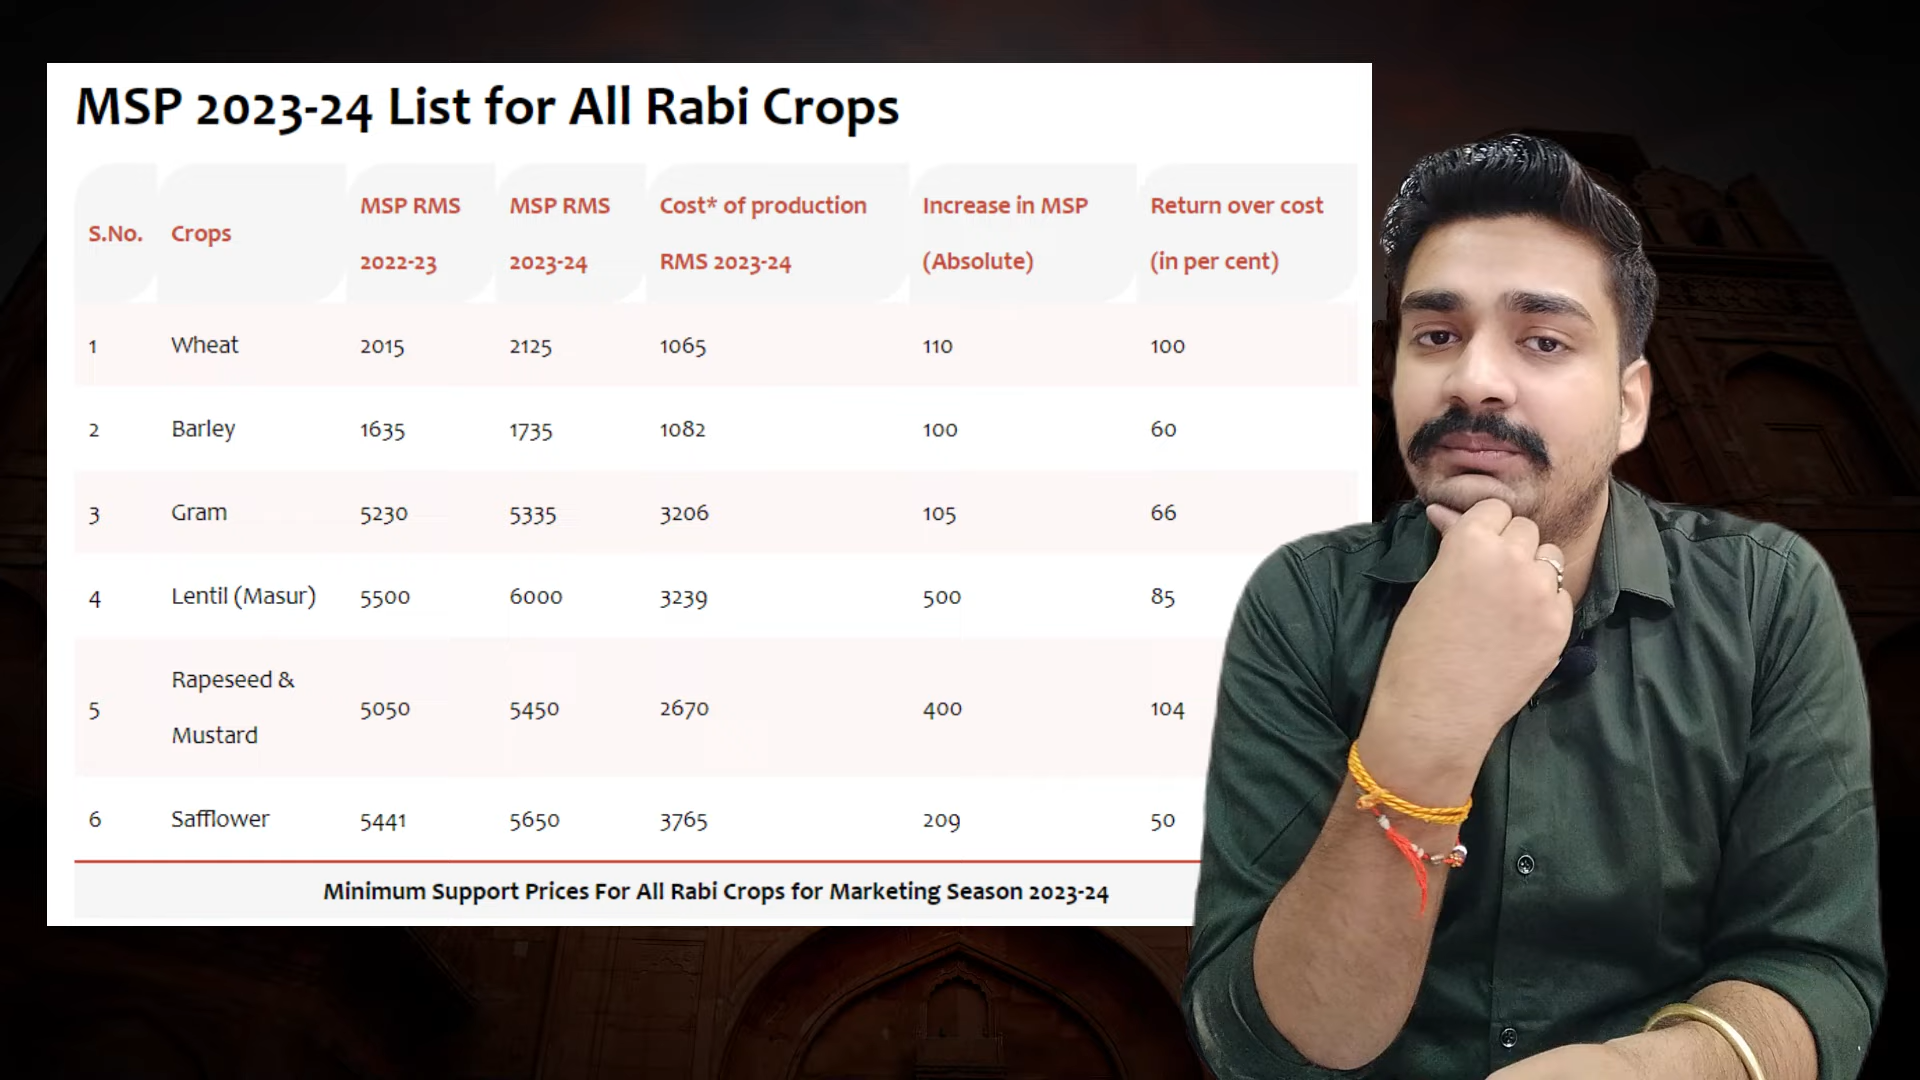 MSP 2023-24 List for All Rabi Crops
S.No. Crops MSP RMS 2022-23 MSP RMS 2023-24 Cost* of production RMS 2023-24 Increase in MSP (Absolute) Return over cost (in per cent)
1 Wheat 2015 2125 1065 110 100
2 Barley 1635 1735 1082 100 60
3 Gram 5230 5335 3206 105 66
4 Lentil (Masur) 5500 6000 3239 500 85
5 Rapeseed & Mustard 5050 5450 2670 400 104
6 Safflower 5441 5650 3765 209 50
Minimum Support Prices For All Rabi Crops for Marketing Season 2023-24